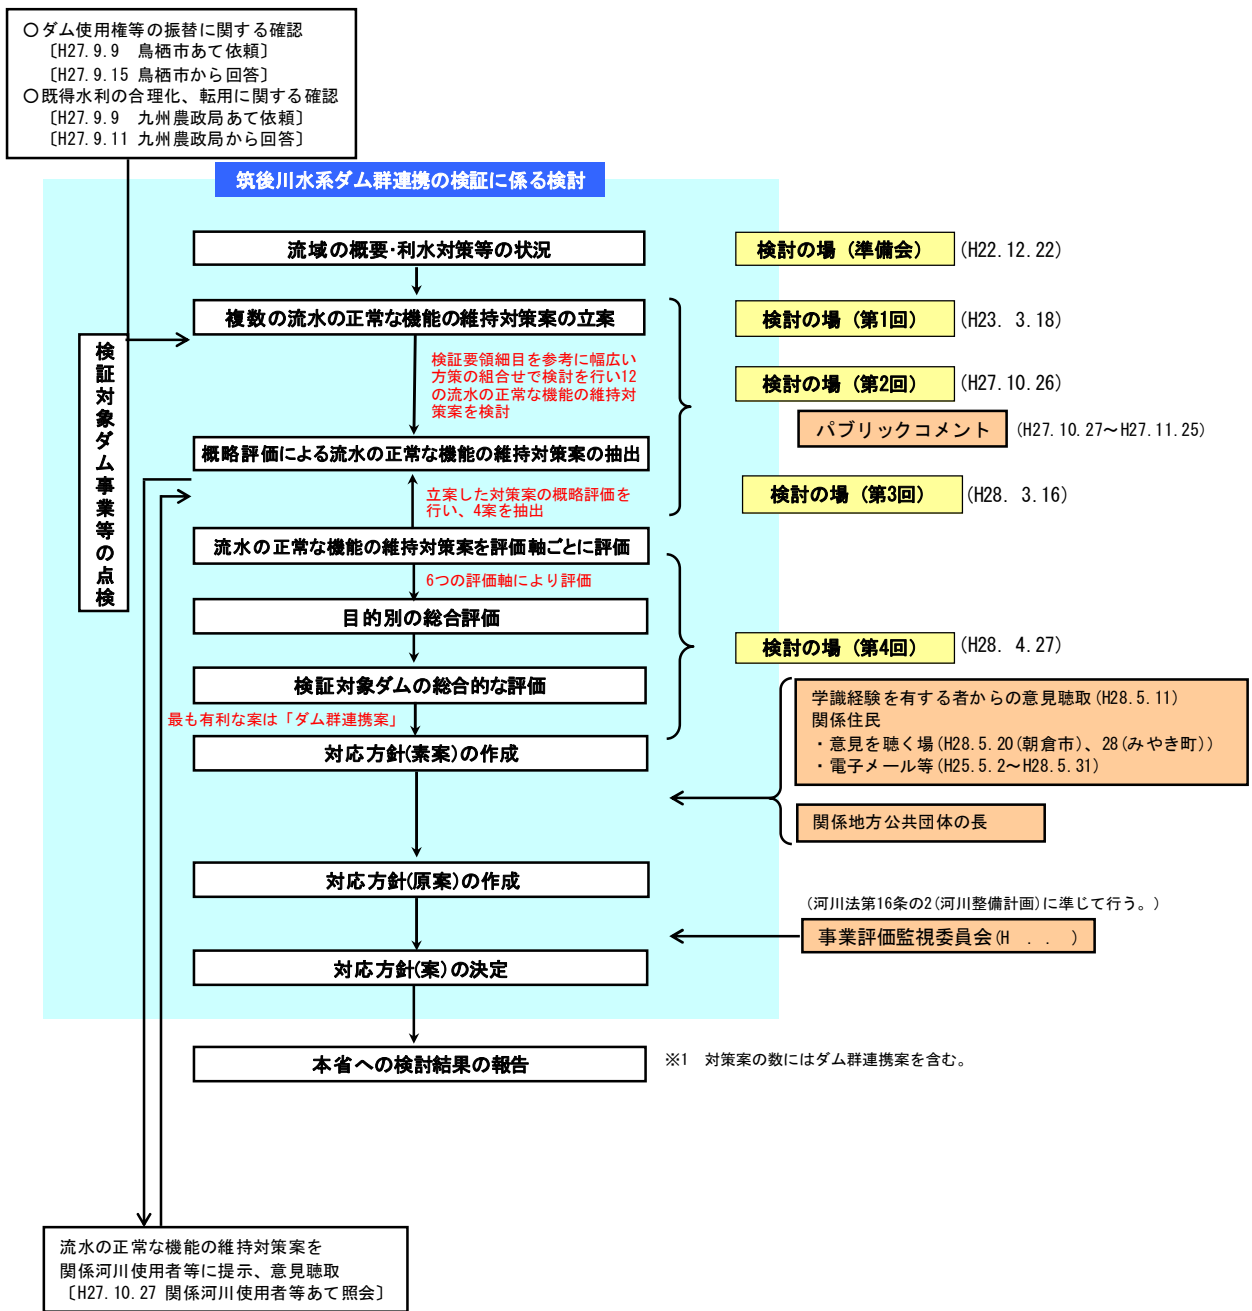 〇ダム使用権等の振替に関する確認
〔H27.9.9 鳥栖市あて依頼〕
〔H27.9.15 鳥栖市から回答〕
〇既得水利の合理化、転用に関する確認
〔H27.9.9 九州農政局あて依頼〕
〔H27.9.11 九州農政局から回答〕
筑後川水系ダム群連携の検証に係る検討
検証対象ダム事業等の点検
流域の概要・利水対策等の状況
検討の場（準備会） (H22.12.22)
複数の流水の正常な機能の維持対策案の立案
検討の場（第1回） (H23. 3.18)
検証要領細目を参考に幅広い
方策の組合せで検討を行い12
の流水の正常な機能の維持対
策案を検討
検討の場（第2回） (H27.10.26)
パブリックコメント (H27.10.27～H27.11.25)
概略評価による流水の正常な機能の維持対策案の抽出
立案した対策案の概略評価を
行い、4案を抽出
検討の場（第3回） (H28. 3.16)
流水の正常な機能の維持対策案を評価軸ごとに評価
6つの評価軸により評価
目的別の総合評価
検討の場（第4回） (H28. 4.27)
検証対象ダムの総合的な評価
最も有利な案は「ダム群連携案」
対応方針(素案)の作成
学識経験を有する者からの意見聴取(H28.5.11)
関係住民
・意見を聴く場(H28.5.20(朝倉市)、28(みやき町))
・電子メール等(H25.5.2～H28.5.31)
関係地方公共団体の長
対応方針(原案)の作成
(河川法第16条の2(河川整備計画)に準じて行う。)
事業評価監視委員会(H . . )
対応方針(案)の決定
本省への検討結果の報告
※1 対策案の数にはダム群連携案を含む。
流水の正常な機能の維持対策案を
関係河川使用者等に提示、意見聴取
〔H27.10.27 関係河川使用者等あて照会〕